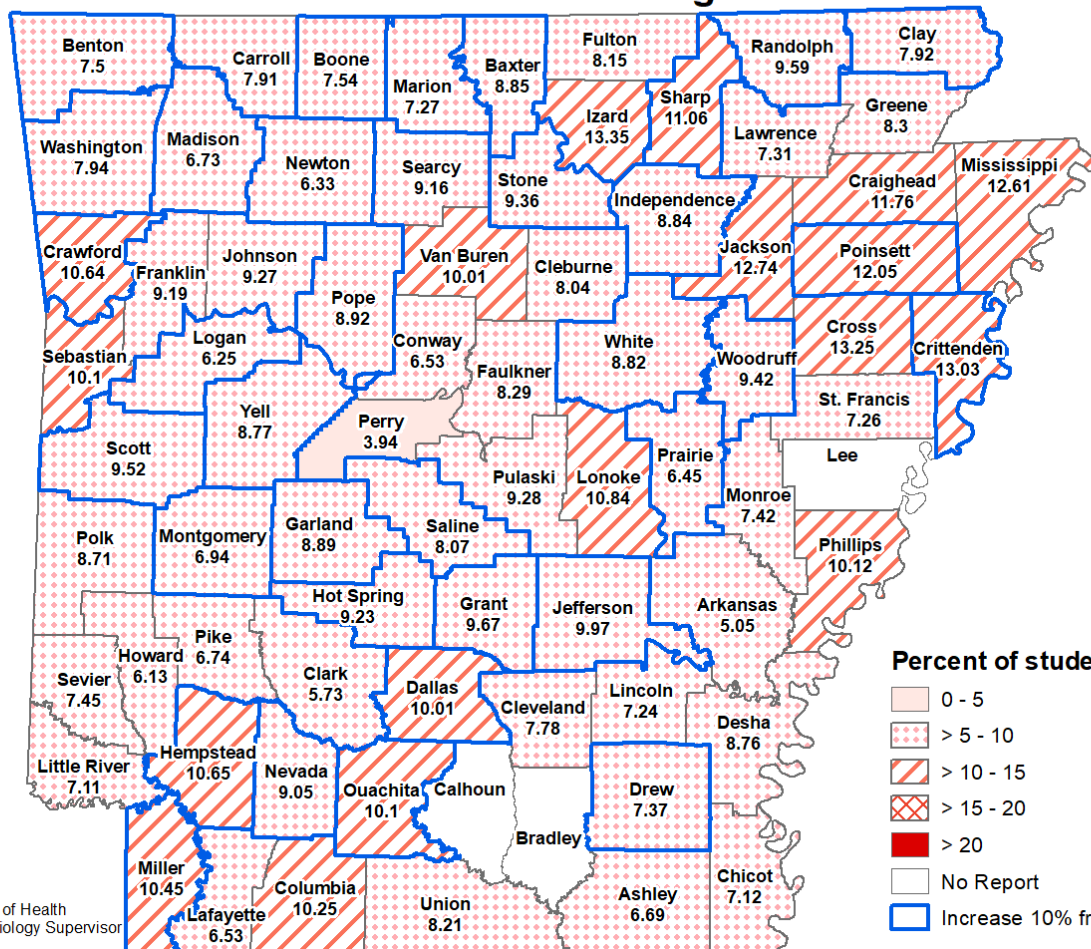 Benton
7.5
Carroll
7.91
Boone
7.54
Marion
7.27
Baxter
8.85
Fulton
8.15
Sharp
11.06
Randolph
9.59
Clay
7.92
Izard
13.35
Lawrence
7.31
Greene
8.3
Washington
7.94
Madison
6.73
Newton
6.33
Searcy
9.16
Stone
9.36
Independence
8.84
Craighead
11.76
Mississippi
12.61
Crawford
10.64
Franklin
9.19
Johnson
9.27
Pope
8.92
Van Buren
10.01
Cleburne
8.04
Jackson
12.74
Poinsett
12.05
Sebastian
10.1
Logan
6.25
Conway
6.53
Faulkner
8.29
White
8.82
Woodruff
9.42
Cross
13.25
Crittenden
13.03
Scott
9.52
Yell
8.77
Perry
3.94
Pulaski
9.28
Lonoke
10.84
Prairie
6.45
St. Francis
7.26
Lee
Monroe
7.42
Polk
8.71
Montgomery
6.94
Garland
8.89
Saline
8.07
Phillips
10.12
Hot Spring
9.23
Grant
9.67
Jefferson
9.97
Arkansas
5.05
Sevier
7.45
Howard
6.13
Pike
6.74
Clark
5.73
Dallas
10.01
Cleveland
7.78
Lincoln
7.24
Desha
8.76
Little River
7.11
Hempstead
10.65
Nevada
9.05
Ouachita
10.1
Calhoun
Bradley
Drew
7.37
Miller
10.45
Lafayette
6.53
Columbia
10.25
Union
8.21
Ashley
6.69
Chicot
7.12
Percent of stude
0 - 5
> 5 - 10
> 10 - 15
> 15 - 20
> 20
No Report
Increase 10% fr
of Health
iology Supervisor